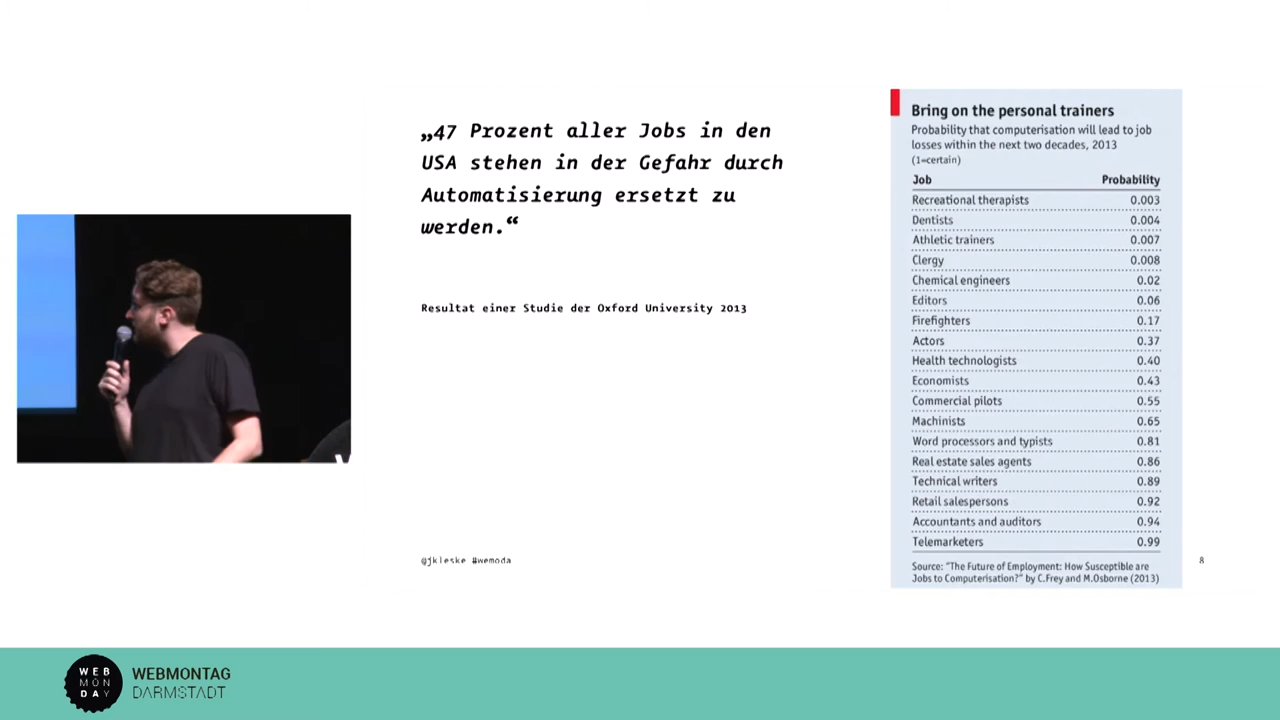 „47 Prozent aller Jobs in den
USA stehen in der Gefahr durch
Automatisierung ersetzt zu
werden.“
Resultat einer Studie der Oxford University 2013
@jkleske #wemoda
Bring on the personal trainers
Probability that computerisation will lead to job
losses within the next two decades, 2013
(1=certain)
Job Probability
Recreational therapists 0.003
Dentists 0.004
Athletic trainers 0.007
Clergy 0.008
Chemical engineers 0.02
Editors 0.06
Firefighters 0.17
Actors 0.37
Health technologists 0.40
Economists 0.43
Commercial pilots 0.55
Machinists 0.65
Word processors and typists 0.81
Real estate sales agents 0.86
Technical writers 0.89
Retail salespersons 0.92
Accountants and auditors 0.94
Telemarketers 0.99
Source: "The Future of Employment: How Susceptible are
Jobs to Computerisation?" by C.Frey and M.Osborne (2013)
8
WEB
MON
DAY
WEBMONTAG
DARMSTADT